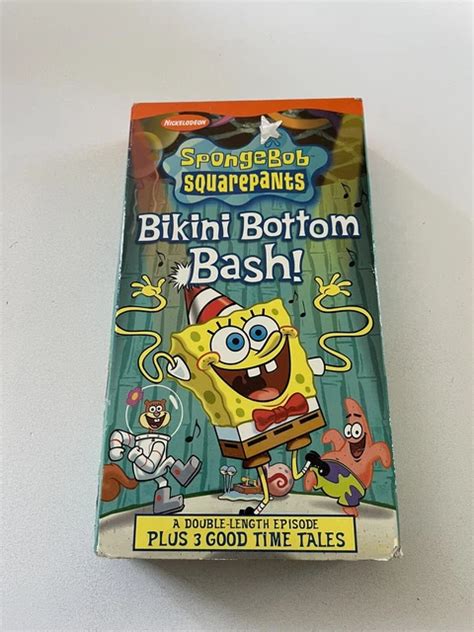 NICKELODEON
SpongeBob
SQUAREPANTS
Bikini Bottom
Bash!
A DOUBLE-LENGTH EPISODE
PLUS 3 GOOD TIME TALES